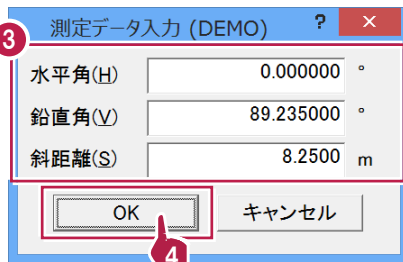 測定データ入力 (DEMO) ? ×
3
水平角(H) 0.000000 °
鉛直角(V) 89.235000 °
斜距離(S) 8.2500 m
OK キャンセル
4